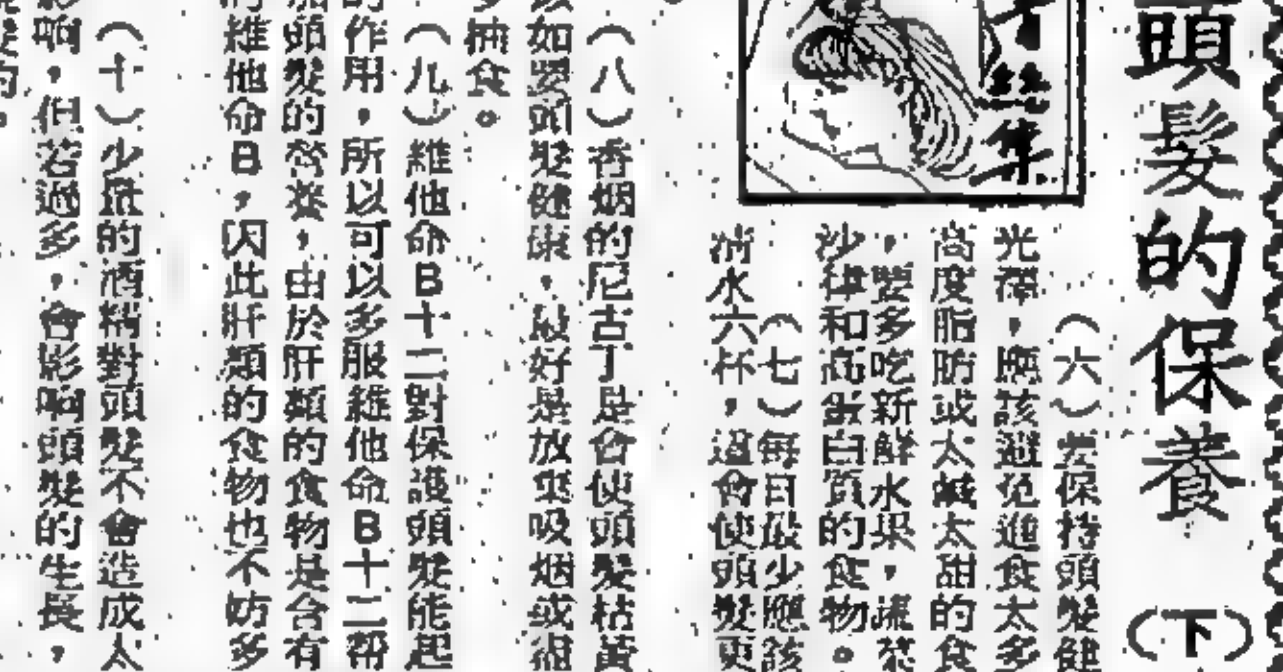 頭髮的保養
(下)
絲集
(六)要保持頭髮健
光澤,應該避免進食太多
高度脂肪或太鹹太甜的食
,要多吃新鮮水果,蔬菜
沙律和高蛋白質的食物。
(七)每日最少應該
清水六杯,這會使頭髮更
(八)香烟的尼古丁是會使頭髮枯黃
如要頭髮健康,最好是放棄吸烟或
抽食。
(九)維他命B十二對保護頭髮能起
的作用,所以可以多服維他命B十二帮
頭髮的營養,由於肝類的食物是含有
維他命B,因此肝類的食物也不妨多
(十)少量的酒精對頭髮不會造成太
影响,但若過多,會影响頭髮的生長,
的。